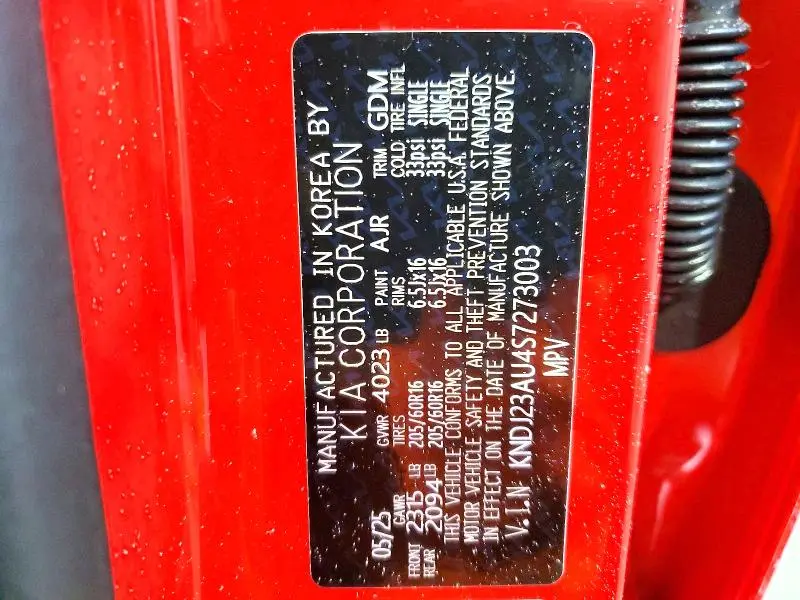 MANUFACTURED IN KOREA BY
KIA CORPORATION
05/25 GVWR 4023 LB PAINT AJR TRIM GDM
GAWR TIRES RIMS COLD TIRE INFL
FRONT 2315 LB 205/60R16 6.5Jx16 33psi SINGLE
REAR 2094 LB 205/60R16 6.5Jx16 33psi SINGLE
THIS VEHICLE CONFORMS TO ALL APPLICABLE U.S.A. FEDERAL
MOTOR VEHICLE SAFETY AND THEFT PREVENTION STANDARDS
IN EFFECT ON THE DATE OF MANUFACTURE SHOWN ABOVE.
V.I.N KNDJ23AU4S7273003
MPV